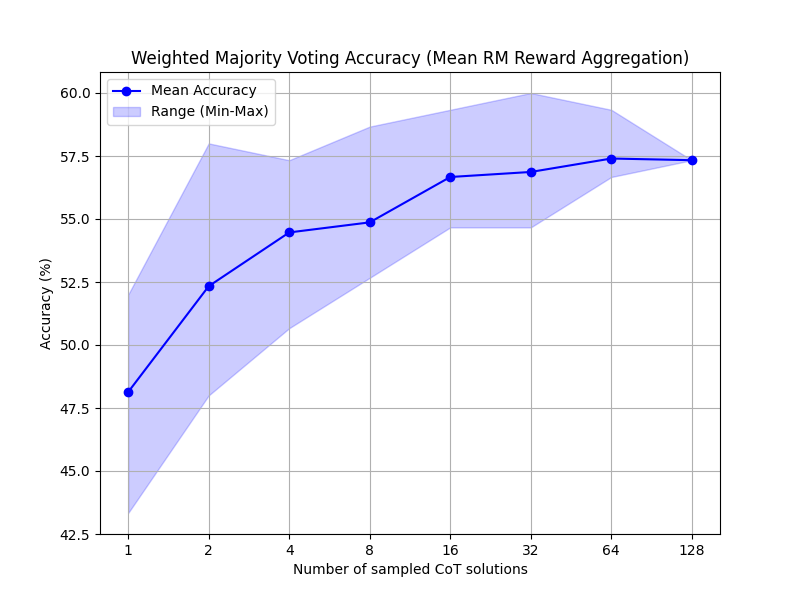 Weighted Majority Voting Accuracy (Mean RM Reward Aggregation)
Mean Accuracy
Range (Min-Max)
60.0
57.5
55.0
52.5
50.0
47.5
45.0
42.5
Accuracy (%)
1 2 4 8 16 32 64 128
Number of sampled CoT solutions